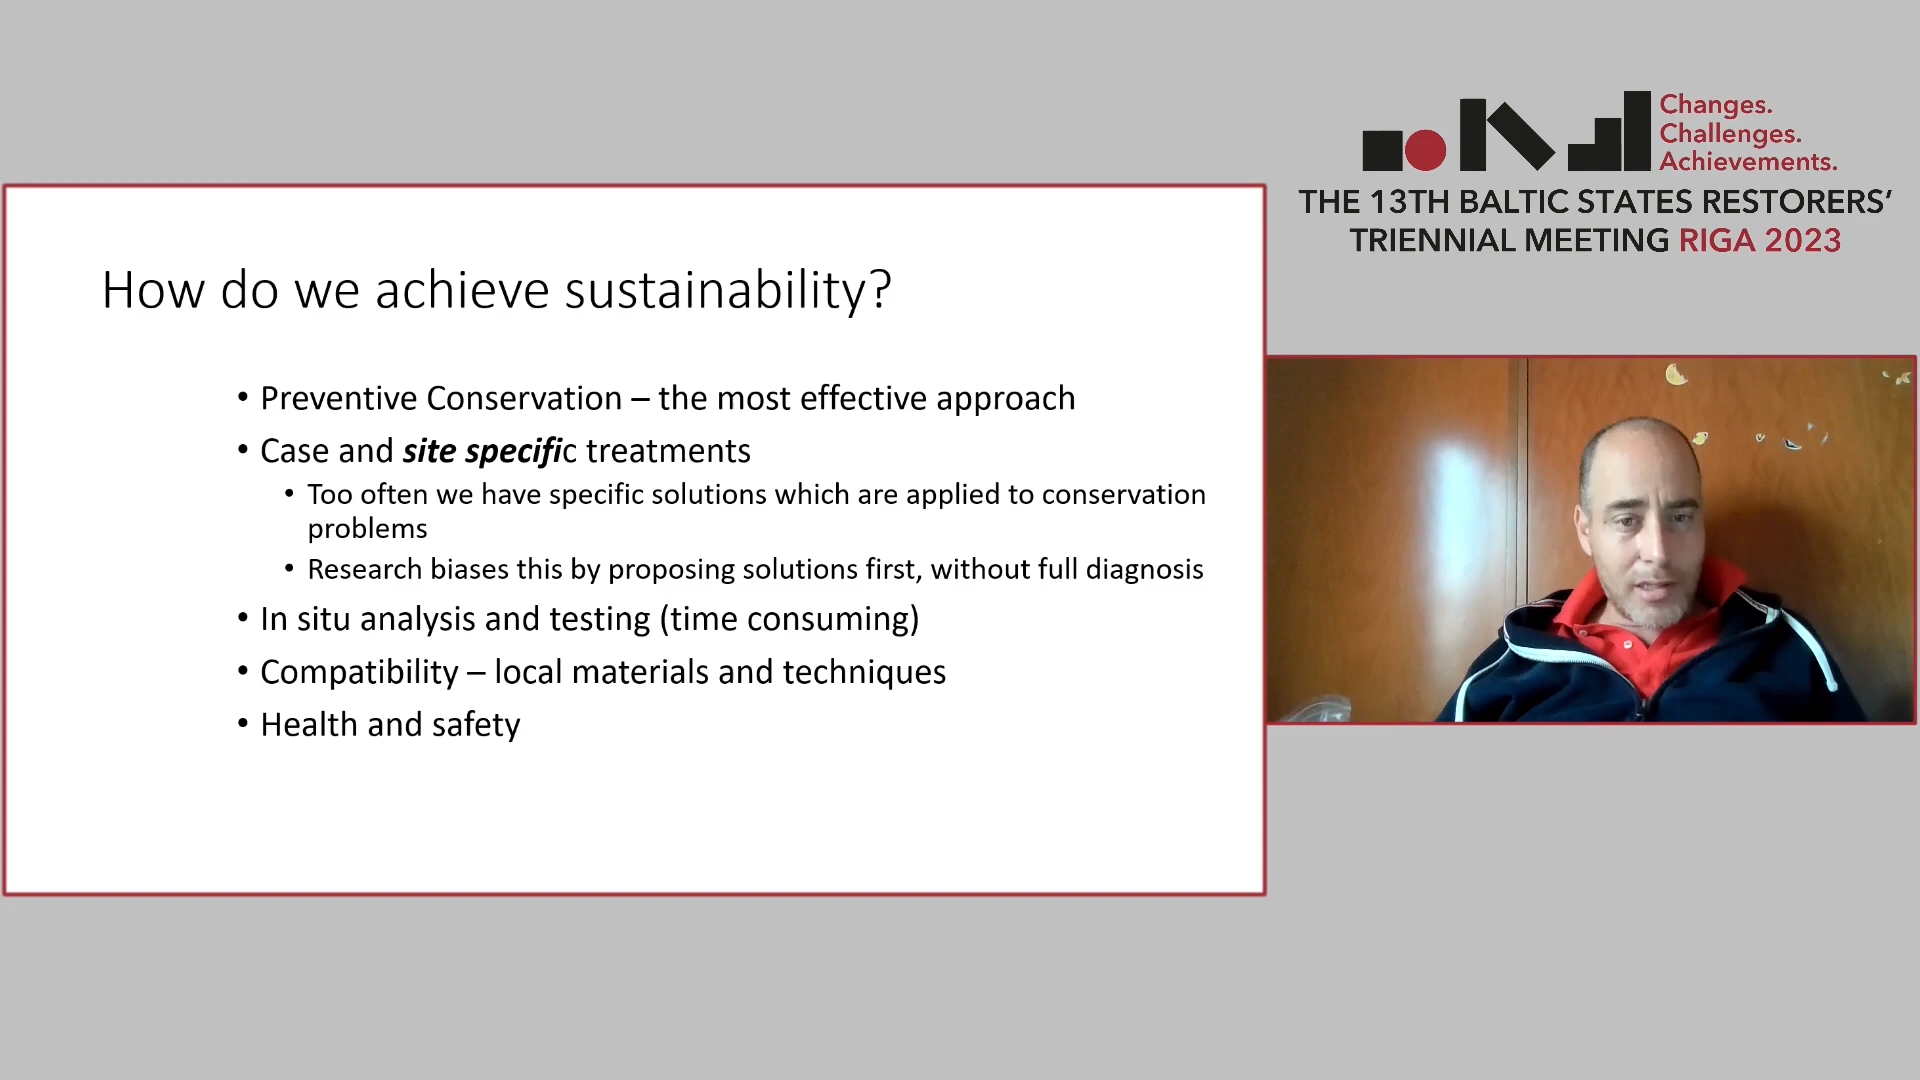 Changes.
Challenges.
Achievements.
THE 13TH BALTIC STATES RESTORERS’
TRIENNIAL MEETING RIGA 2023
How do we achieve sustainability?
• Preventive Conservation – the most effective approach
• Case and site specific treatments
• Too often we have specific solutions which are applied to conservation
problems
• Research biases this by proposing solutions first, without full diagnosis
• In situ analysis and testing (time consuming)
• Compatibility – local materials and techniques
• Health and safety